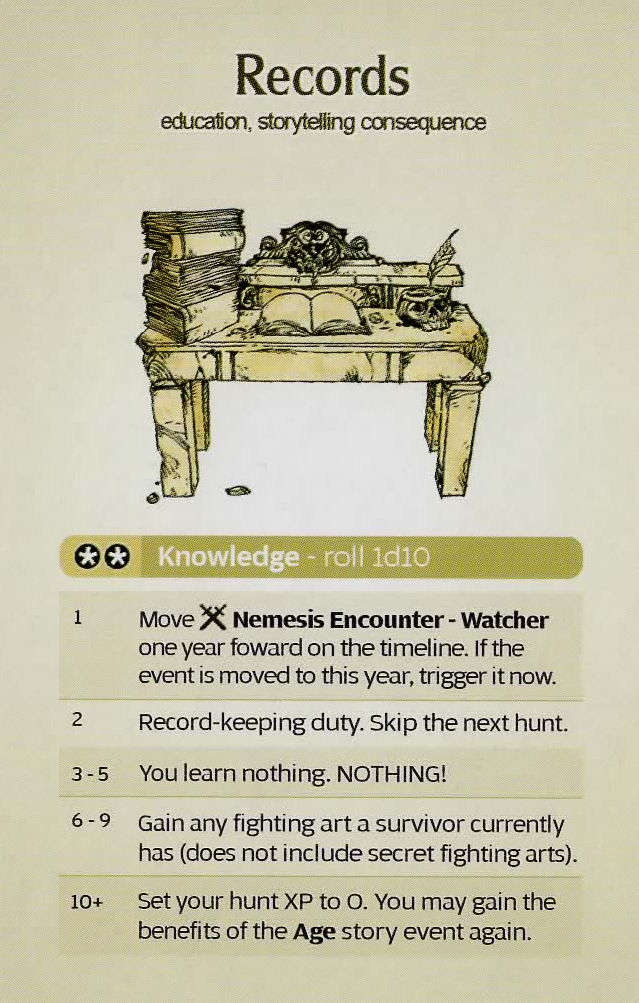 Records
education, storytelling consequence
Knowledge - roll 1d10
1 Move Nemesis Encounter - Watcher
one year foward on the timeline. If the
event is moved to this year, trigger it now.
2 Record-keeping duty. Skip the next hunt.
3 - 5 You learn nothing. NOTHING!
6 - 9 Gain any fighting art a survivor currently
has (does not include secret fighting arts).
10+ Set your hunt XP to 0. You may gain the
benefits of the Age story event again.